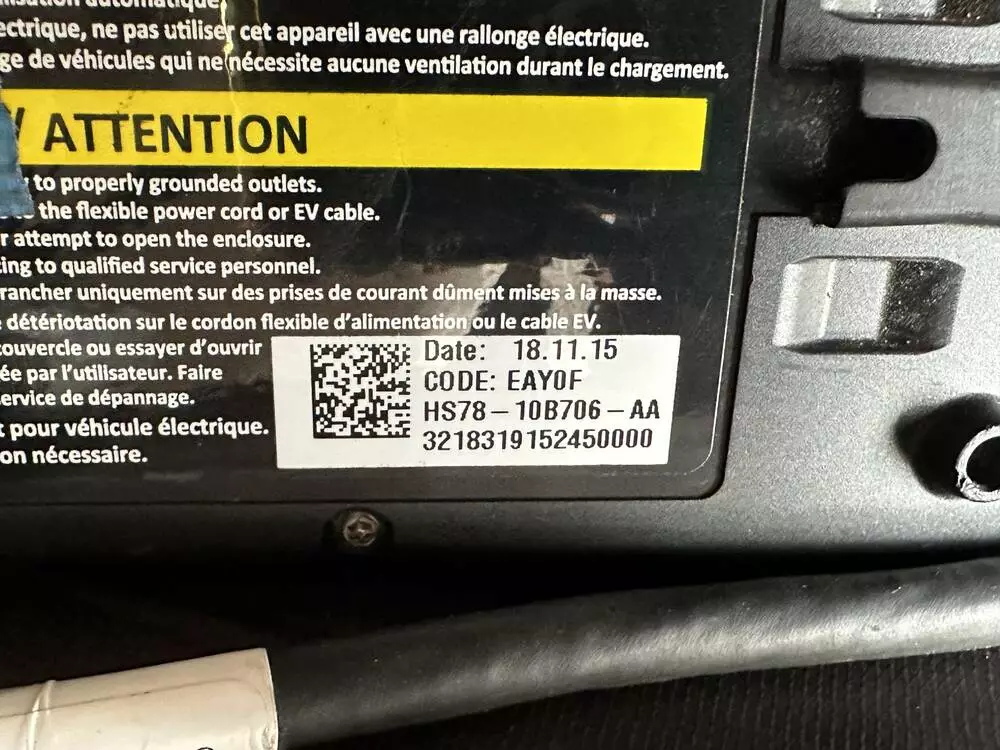 automatique,
ectrique, ne pas utiliser cet appareil avec une rallonge électrique.
ge de véhicules qui ne nécessite aucune ventilation durant le chargement.
ATTENTION
to properly grounded outlets.
the flexible power cord or EV cable.
r attempt to open the enclosure.
ing to qualified service personnel.
rancher uniquement sur des prises de courant dûment mises à la masse.
détériotation sur le cordon flexible d'alimentation ou le cable EV.
couvercle ou essayer d'ouvrir
ée par l'utilisateur. Faire
service de dépannage.
t pour véhicule électrique.
on nécessaire.
Date: 18.11.15
CODE: EAY0F
HS78-10B706-AA
3218319152450000